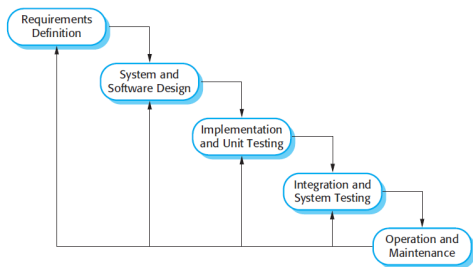 Requirements
Definition
System and
Software Design
Implementation
and Unit Testing
Integration and
System Testing
Operation and
Maintenance